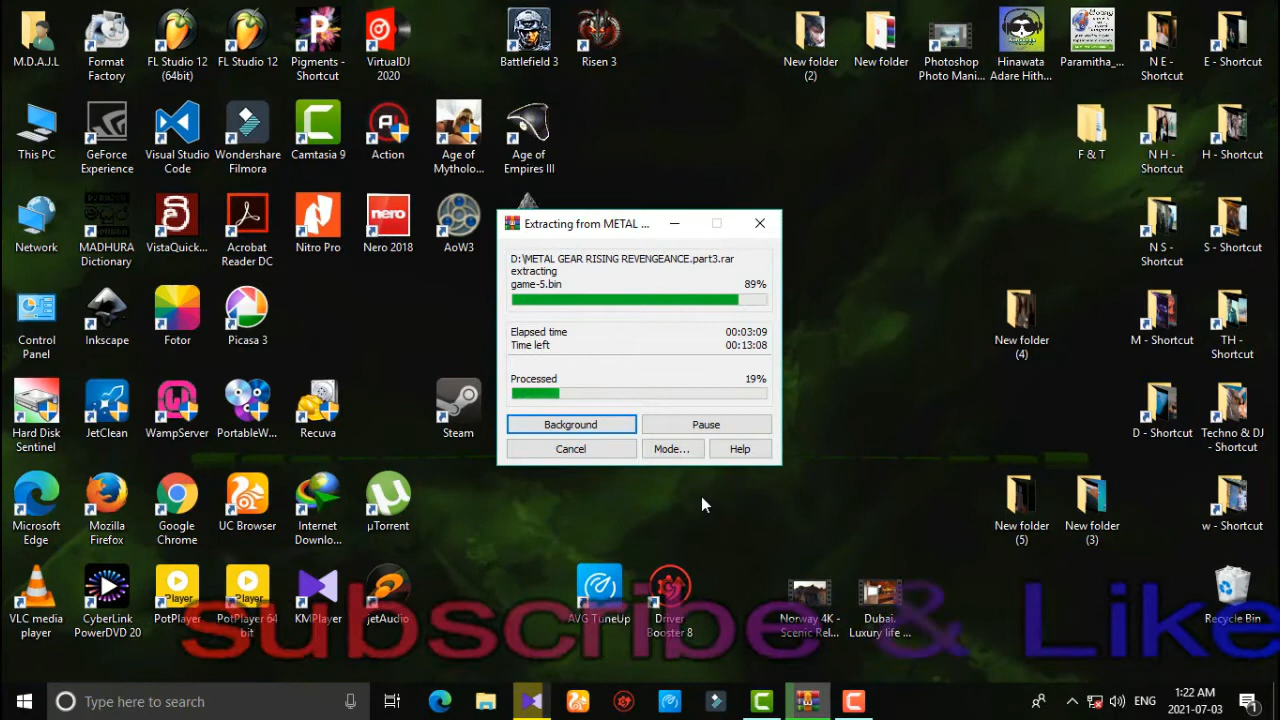 M.D.A.J.L
Format
Factory
FL Studio 12
(64bit)
FL Studio 12
Pigments -
Shortcut
VirtualDJ
2020
Battlefield 3
Risen 3
New folder
(2)
New folder
Photoshop
Photo Mani...
Hinawata
Adare Hith...
Paramitha_...
N E -
Shortcut
E - Shortcut
This PC
GeForce
Experience
Visual Studio
Code
Wondershare
Filmora
Camtasia 9
Action
Age of
Mytholo...
Age of
Empires III
F & T
N H -
Shortcut
H - Shortcut
Network
MADHURA
Dictionary
VistaQuick...
Acrobat
Reader DC
Nitro Pro
nero
Nero 2018
AoW3
N S -
Shortcut
S - Shortcut
Extracting from METAL ...
D:\METAL GEAR RISING REVENGEANCE.part3.rar
extracting
game-5.bin 89%
Elapsed time 00:03:09
Time left 00:13:08
Processed 19%
Background Pause
Cancel Mode... Help
Control
Panel
Inkscape
Fotor
Picasa 3
New folder
(4)
M - Shortcut
TH -
Shortcut
Hard Disk
Sentinel
JetClean
WampServer
PortableW...
Recuva
Steam
D - Shortcut
Techno & DJ
- Shortcut
Microsoft
Edge
Mozilla
Firefox
Google
Chrome
UC Browser
Internet
Downlo...
µTorrent
New folder
(5)
New folder
(3)
w - Shortcut
VLC media
player
CyberLink
PowerDVD 20
Player
PotPlayer
Player
PotPlayer 64
bit
KMPlayer
jetAudio
AVG TuneUp
Driver
Booster 8
Norway 4K -
Scenic Rel...
Dubai.
Luxury life ...
Recycle Bin
subscribe & Like
Type here to search
ENG
1:22 AM
2021-07-03
1